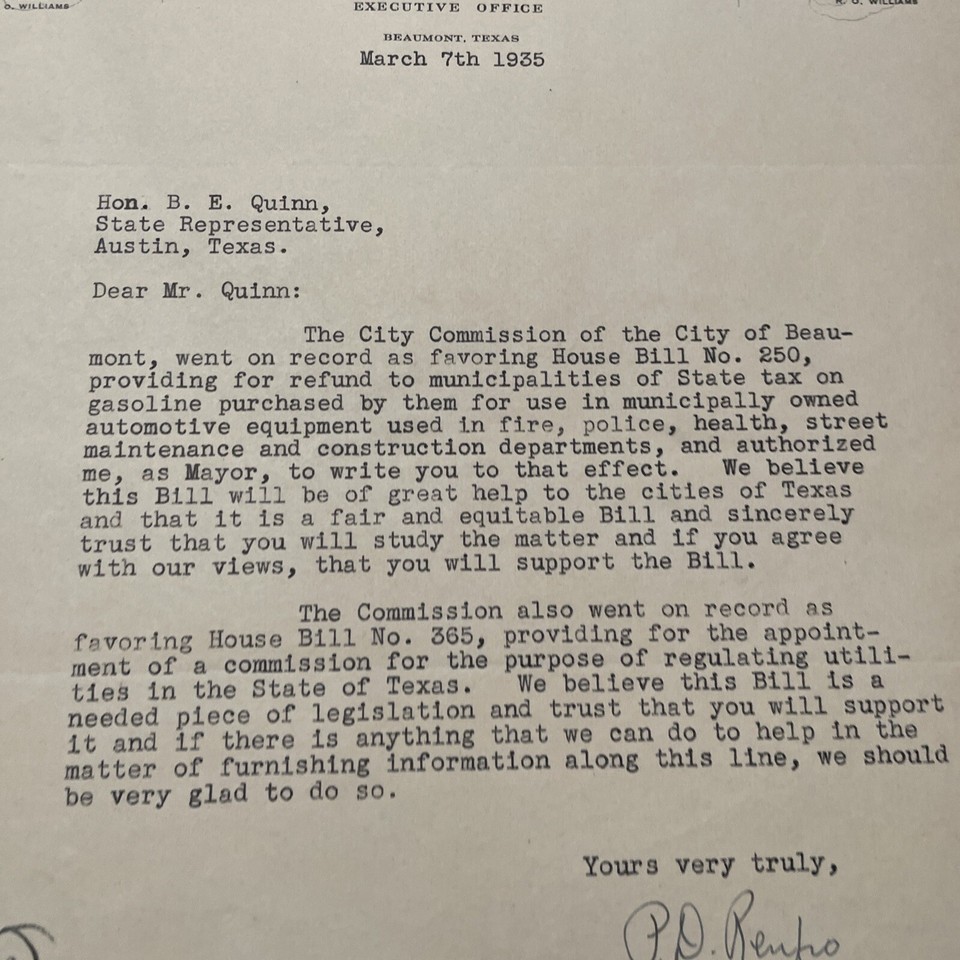 O. WILLIAMS
R. O. WILLIAMS
EXECUTIVE OFFICE
BEAUMONT, TEXAS
March 7th 1935
Hon. B. E. Quinn,
State Representative,
Austin, Texas.
Dear Mr. Quinn:
The City Commission of the City of Beau-
mont, went on record as favoring House Bill No. 250,
providing for refund to municipalities of State tax on
gasoline purchased by them for use in municipally owned
automotive equipment used in fire, police, health, street
maintenance and construction departments, and authorized
me, as Mayor, to write you to that effect. We believe
this Bill will be of great help to the cities of Texas
and that it is a fair and equitable Bill and sincerely
trust that you will study the matter and if you agree
with our views, that you will support the Bill.
The Commission also went on record as
favoring House Bill No. 365, providing for the appoint-
ment of a commission for the purpose of regulating utili-
ties in the State of Texas. We believe this Bill is a
needed piece of legislation and trust that you will support
it and if there is anything that we can do to help in the
matter of furnishing information along this line, we should
be very glad to do so.
Yours very truly,
P.D. Renfro